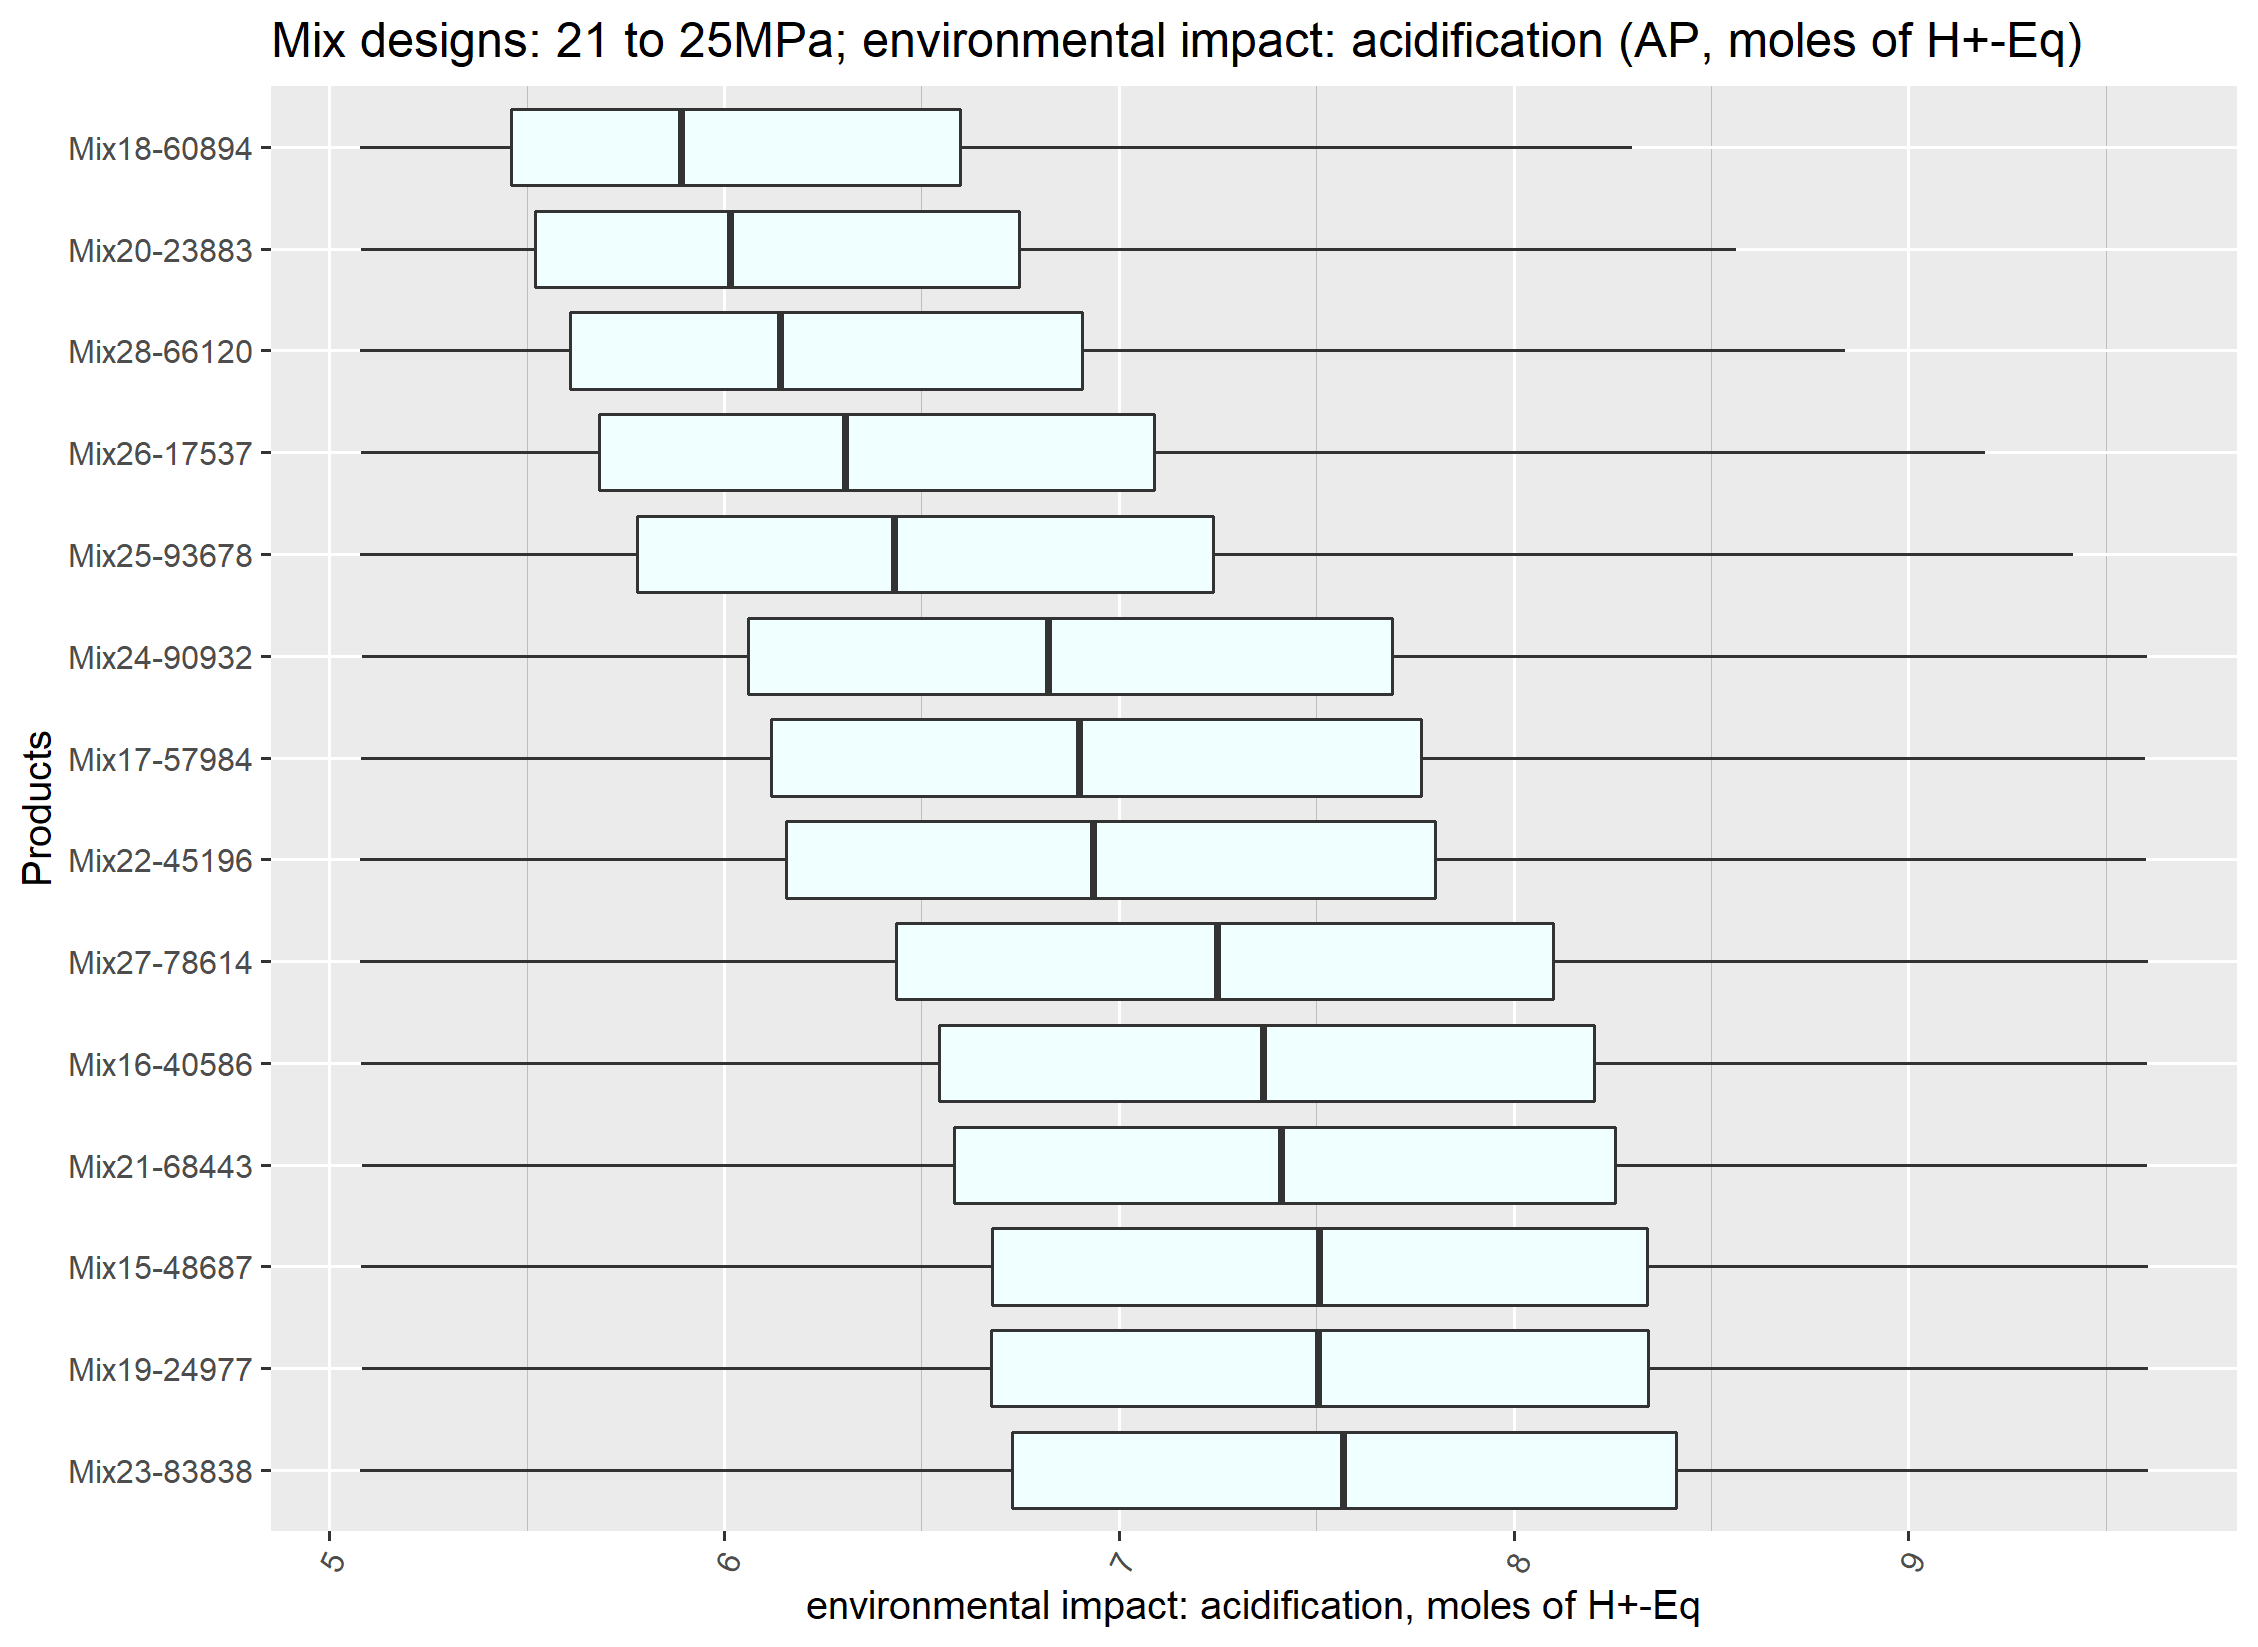 Mix designs: 21 to 25MPa; environmental impact: acidification (AP, moles of H+-Eq)
Products
Mix18-60894
Mix20-23883
Mix28-66120
Mix26-17537
Mix25-93678
Mix24-90932
Mix17-57984
Mix22-45196
Mix27-78614
Mix16-40586
Mix21-68443
Mix15-48687
Mix19-24977
Mix23-83838
5 6 7 8 9
environmental impact: acidification, moles of H+-Eq